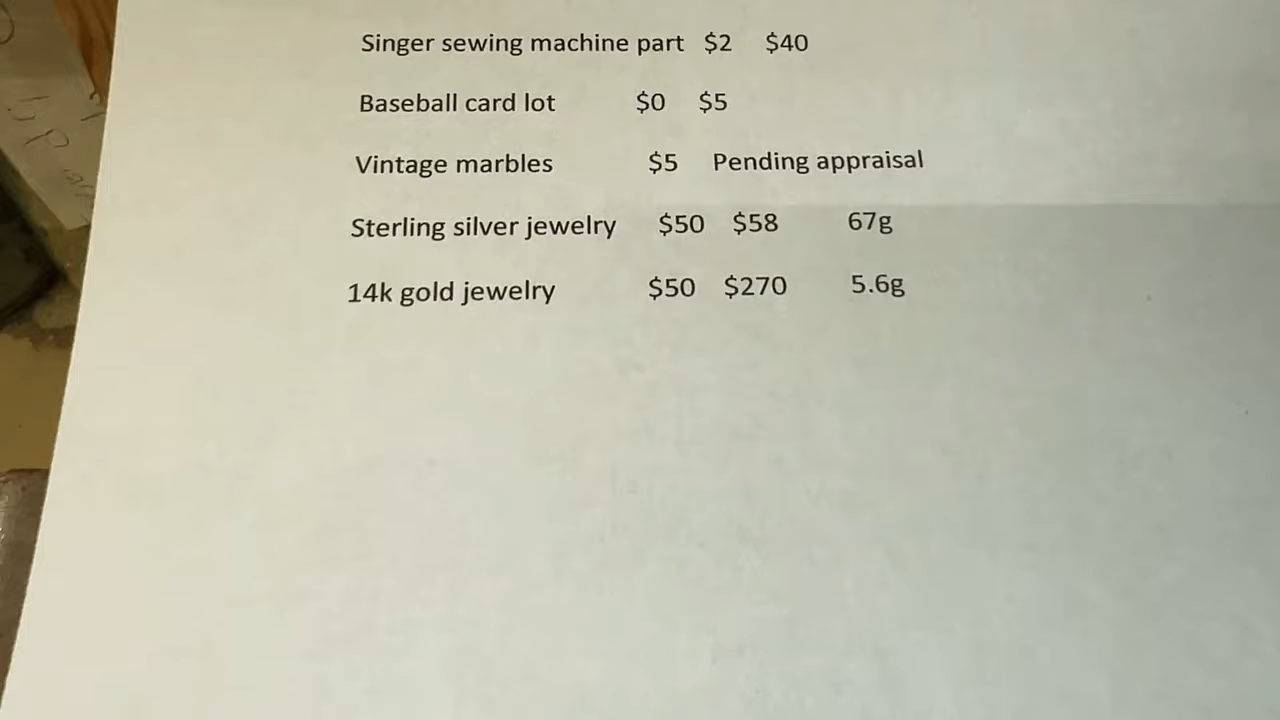 Singer sewing machine part $2 $40
Baseball card lot $0 $5
Vintage marbles $5 Pending appraisal
Sterling silver jewelry $50 $58 67g
14k gold jewelry $50 $270 5.6g